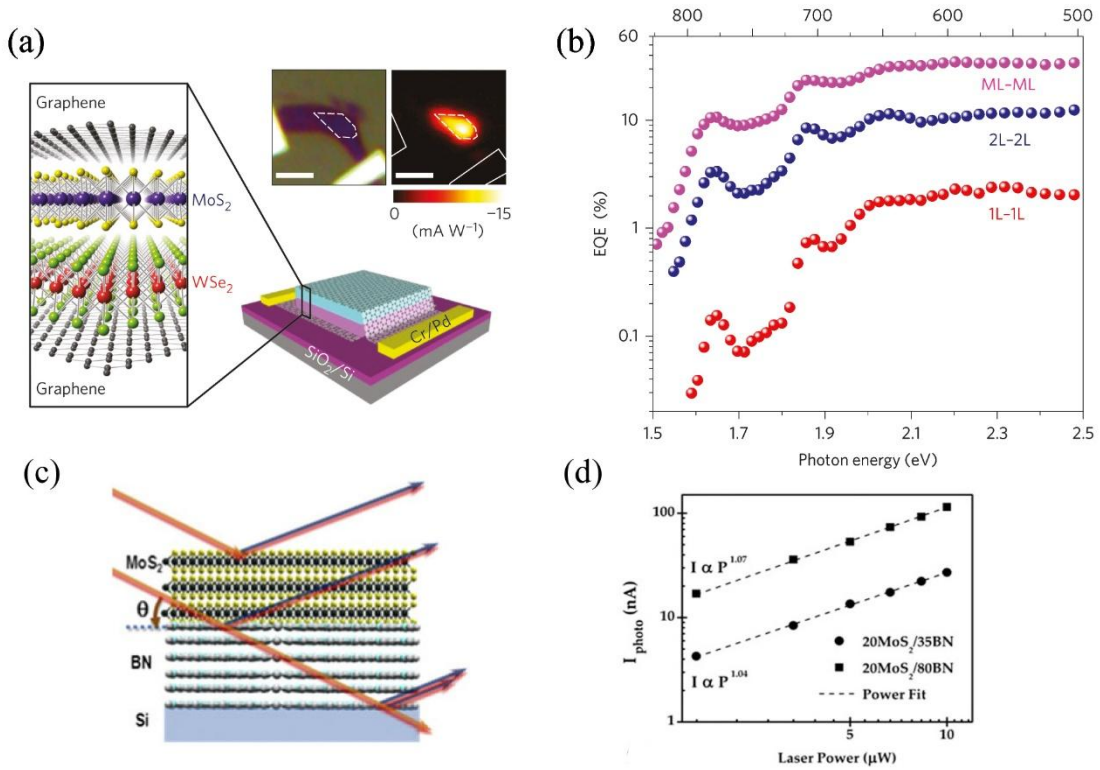 (a)
Graphene
MoS₂
WSe₂
Graphene
0 -15
(mA W⁻¹)
Cr/Pd
SiO₂/Si
(b)
800 700 600 500
60
10
1
0.1
EQE (%)
ML–ML
2L–2L
1L–1L
1.5 1.7 1.9 2.1 2.3 2.5
Photon energy (eV)
(c)
MoS₂
θ
BN
Si
(d)
100
10
1
I photo (nA)
I α P^1.07
I α P^1.04
20MoS₂/35BN
20MoS₂/80BN
Power Fit
5 10
Laser Power (μW)